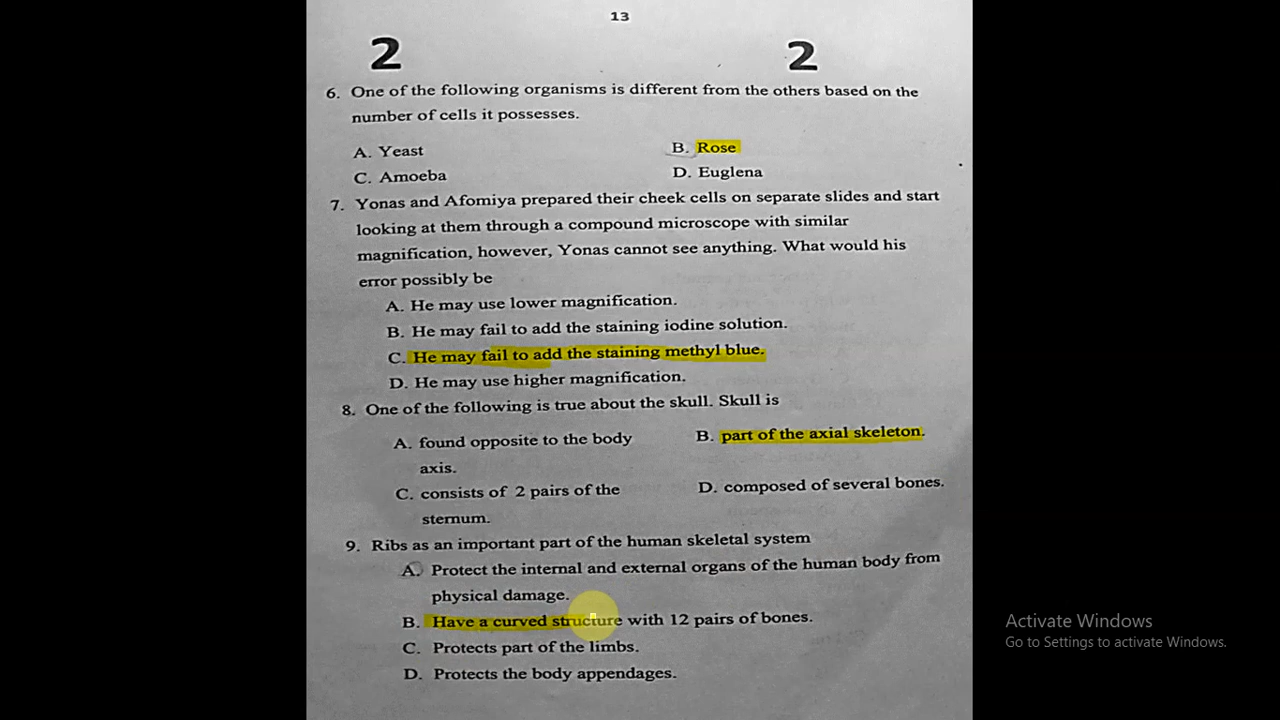 13
2 2
6. One of the following organisms is different from the others based on the
number of cells it possesses.
A. Yeast B. Rose
C. Amoeba D. Euglena
7. Yonas and Afomiya prepared their cheek cells on separate slides and start
looking at them through a compound microscope with similar
magnification, however, Yonas cannot see anything. What would his
error possibly be
A. He may use lower magnification.
B. He may fail to add the staining iodine solution.
C. He may fail to add the staining methyl blue.
D. He may use higher magnification.
8. One of the following is true about the skull. Skull is
A. found opposite to the body B. part of the axial skeleton.
axis.
C. consists of 2 pairs of the D. composed of several bones.
sternum.
9. Ribs as an important part of the human skeletal system
A. Protect the internal and external organs of the human body from
physical damage.
B. Have a curved structure with 12 pairs of bones.
C. Protects part of the limbs.
D. Protects the body appendages.
Activate Windows
Go to Settings to activate Windows.